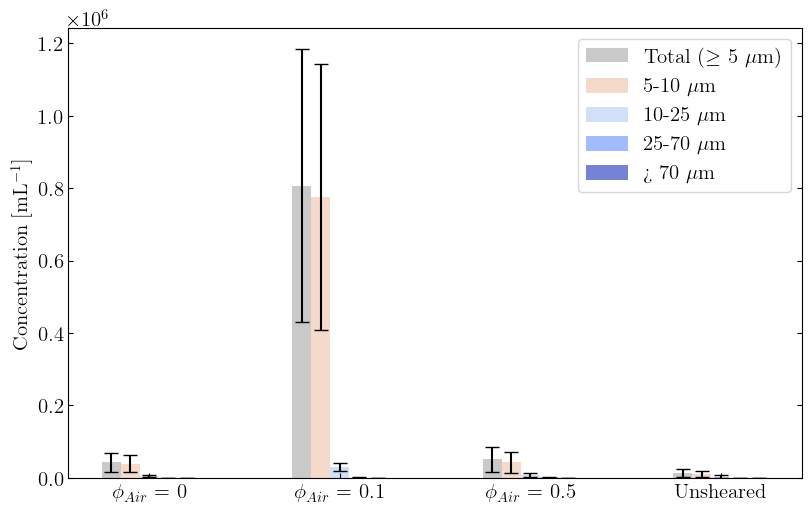 ×10⁶
1.2
1.0
0.8
0.6
0.4
0.2
0.0
Concentration [mL⁻¹]
Total (≥ 5 μm)
5-10 μm
10-25 μm
25-70 μm
¿ 70 μm
ϕ_Air = 0
ϕ_Air = 0.1
ϕ_Air = 0.5
Unsheared